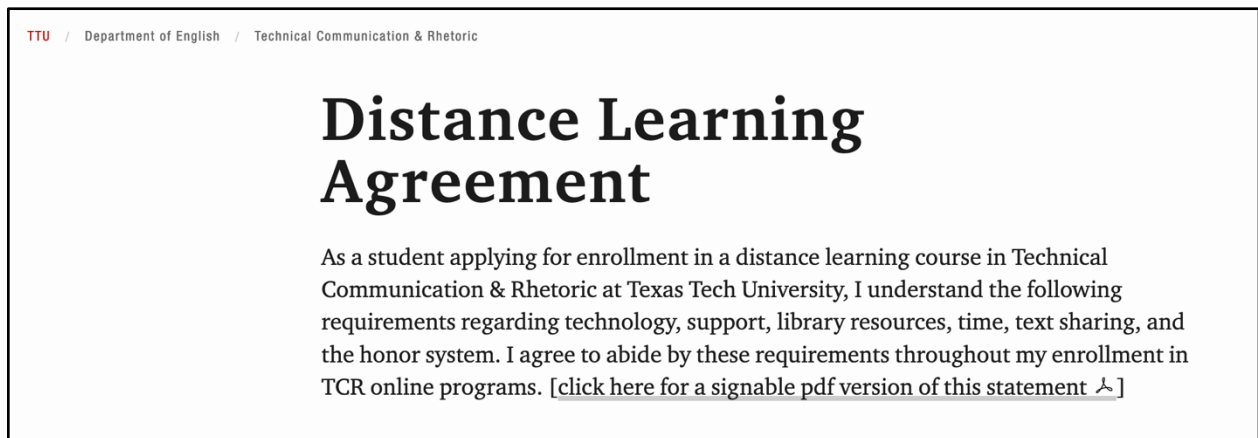 TTU / Department of English / Technical Communication & Rhetoric
Distance Learning
Agreement
As a student applying for enrollment in a distance learning course in Technical
Communication & Rhetoric at Texas Tech University, I understand the following
requirements regarding technology, support, library resources, time, text sharing, and
the honor system. I agree to abide by these requirements throughout my enrollment in
TCR online programs. [click here for a signable pdf version of this statement]